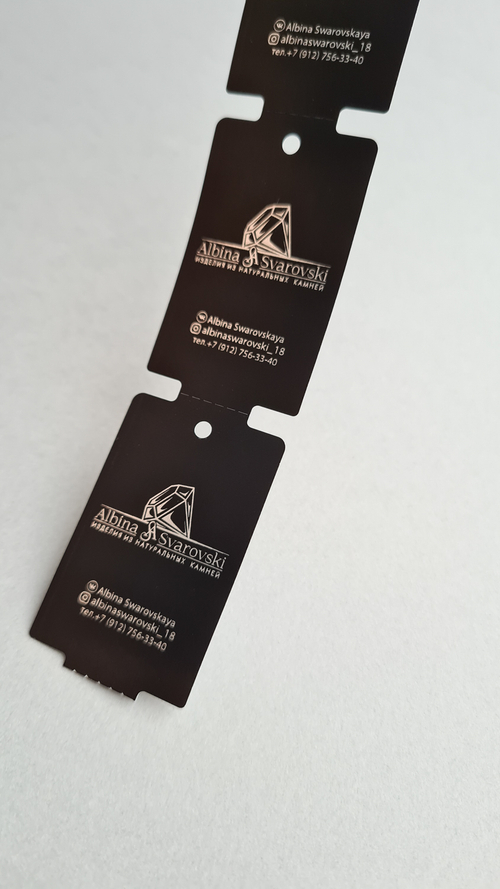 Albina Swarovskaya
albinaswarovski_18
тел.+7 (912) 756-33-40
Albina Svarovski
ИЗДЕЛИЯ ИЗ НАТУРАЛЬНЫХ КАМНЕЙ
Albina Swarovskaya
albinaswarovski_18
тел.+7 (912) 756-33-40
Albina Svarovski
ИЗДЕЛИЯ ИЗ НАТУРАЛЬНЫХ КАМНЕЙ
Albina Swarovskaya
albinaswarovski_18
тел.+7 (912) 756-33-40